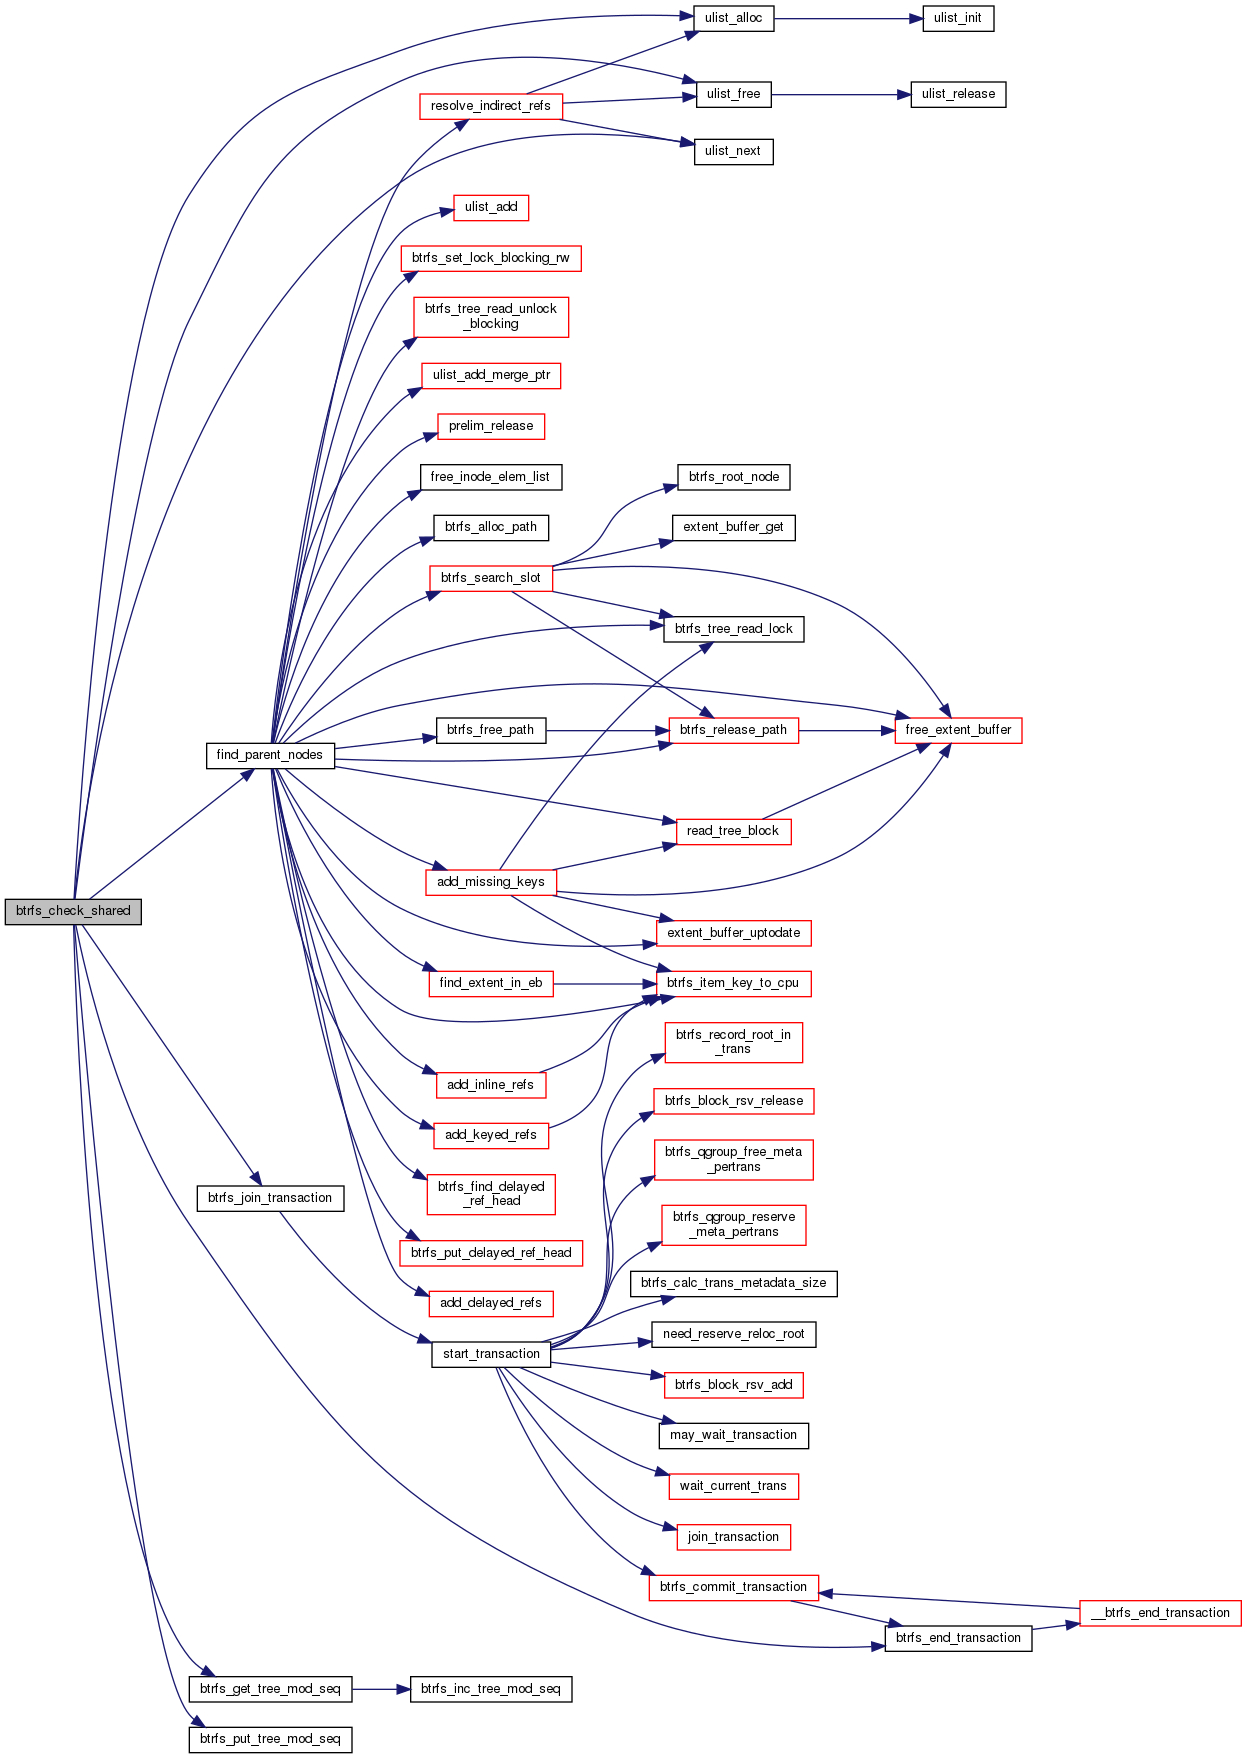 ulist_alloc
ulist_init
ulist_free
ulist_release
resolve_indirect_refs
ulist_next
ulist_add
btrfs_set_lock_blocking_rw
btrfs_tree_read_unlock
_blocking
ulist_add_merge_ptr
prelim_release
free_inode_elem_list
btrfs_root_node
btrfs_alloc_path
extent_buffer_get
btrfs_search_slot
btrfs_tree_read_lock
find_parent_nodes
btrfs_free_path
btrfs_release_path
free_extent_buffer
read_tree_block
add_missing_keys
btrfs_check_shared
extent_buffer_uptodate
find_extent_in_eb
btrfs_item_key_to_cpu
btrfs_record_root_in
_trans
add_inline_refs
btrfs_block_rsv_release
add_keyed_refs
btrfs_qgroup_free_meta
_pertrans
btrfs_join_transaction
btrfs_find_delayed
_ref_head
btrfs_qgroup_reserve
_meta_pertrans
btrfs_put_delayed_ref_head
btrfs_calc_trans_metadata_size
add_delayed_refs
need_reserve_reloc_root
start_transaction
btrfs_block_rsv_add
may_wait_transaction
wait_current_trans
join_transaction
btrfs_commit_transaction
__btrfs_end_transaction
btrfs_end_transaction
btrfs_get_tree_mod_seq
btrfs_inc_tree_mod_seq
btrfs_put_tree_mod_seq